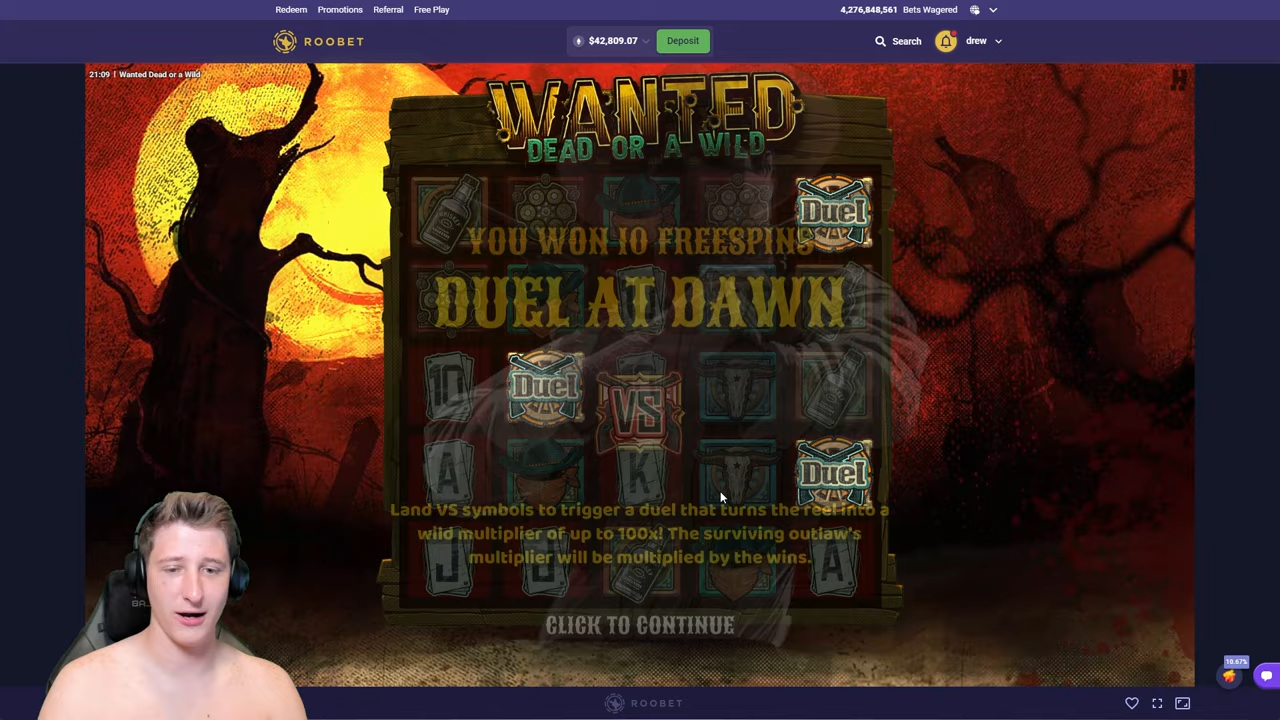 Redeem Promotions Referral Free Play
4,276,848,561 Bets Wagered
ROOBET
$42,809.07
Deposit
Search
drew
21:09 | Wanted Dead or a Wild
WANTED
DEAD OR A WILD
Duel
YOU WON 10 FREESPINS
DUEL AT DAWN
10
Duel
VS
A
K
Duel
Land VS symbols to trigger a duel that turns the reel into a
wild multiplier of up to 100x! The surviving outlaw's
multiplier will be multiplied by the wins.
J
A
CLICK TO CONTINUE
10.67%
ROOBET